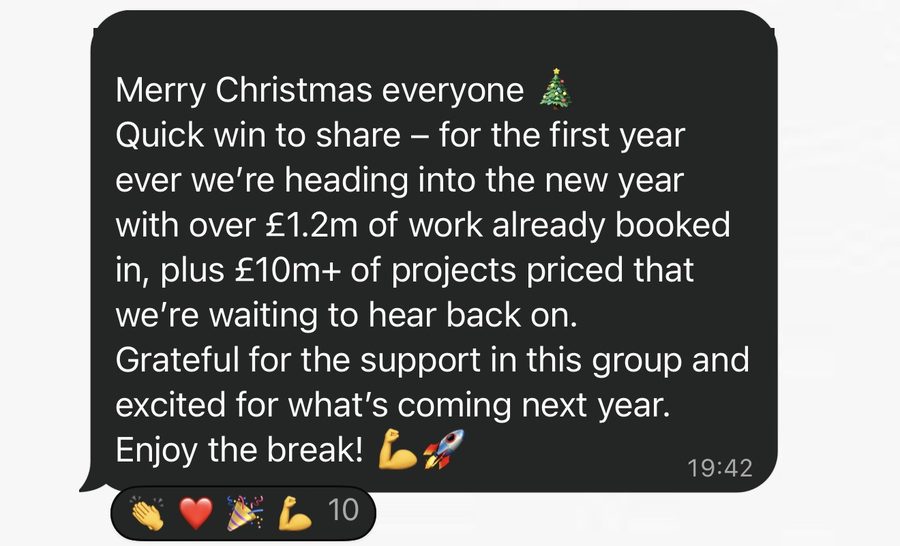 Merry Christmas everyone 🎄
Quick win to share – for the first year
ever we’re heading into the new year
with over £1.2m of work already booked
in, plus £10m+ of projects priced that
we’re waiting to hear back on.
Grateful for the support in this group and
excited for what’s coming next year.
Enjoy the break! 💪🚀
19:42
👏 ❤️ 🎉 💪 10